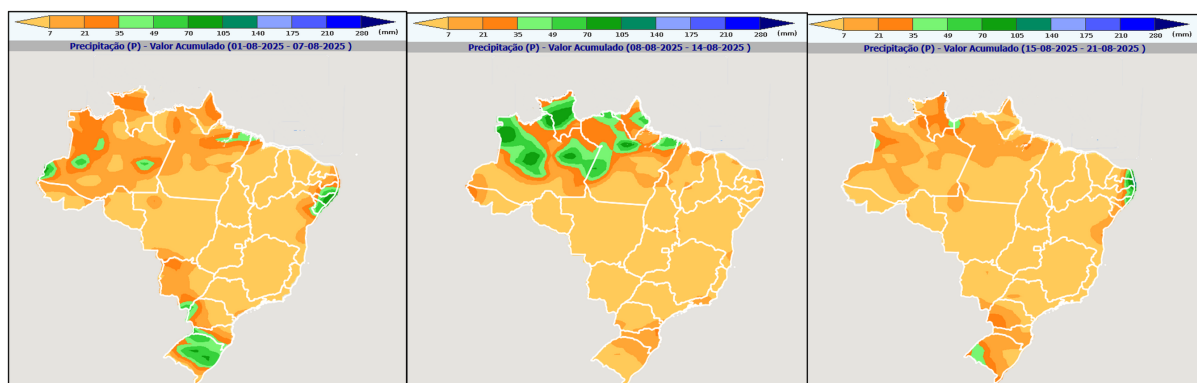 7 21 35 49 70 105 140 175 210 280 (mm)
Precipitação (P) - Valor Acumulado (01-08-2025 - 07-08-2025 )
7 21 35 49 70 105 140 175 210 280 (mm)
Precipitação (P) - Valor Acumulado (08-08-2025 - 14-08-2025 )
7 21 35 49 70 105 140 175 210 280 (mm)
Precipitação (P) - Valor Acumulado (15-08-2025 - 21-08-2025 )